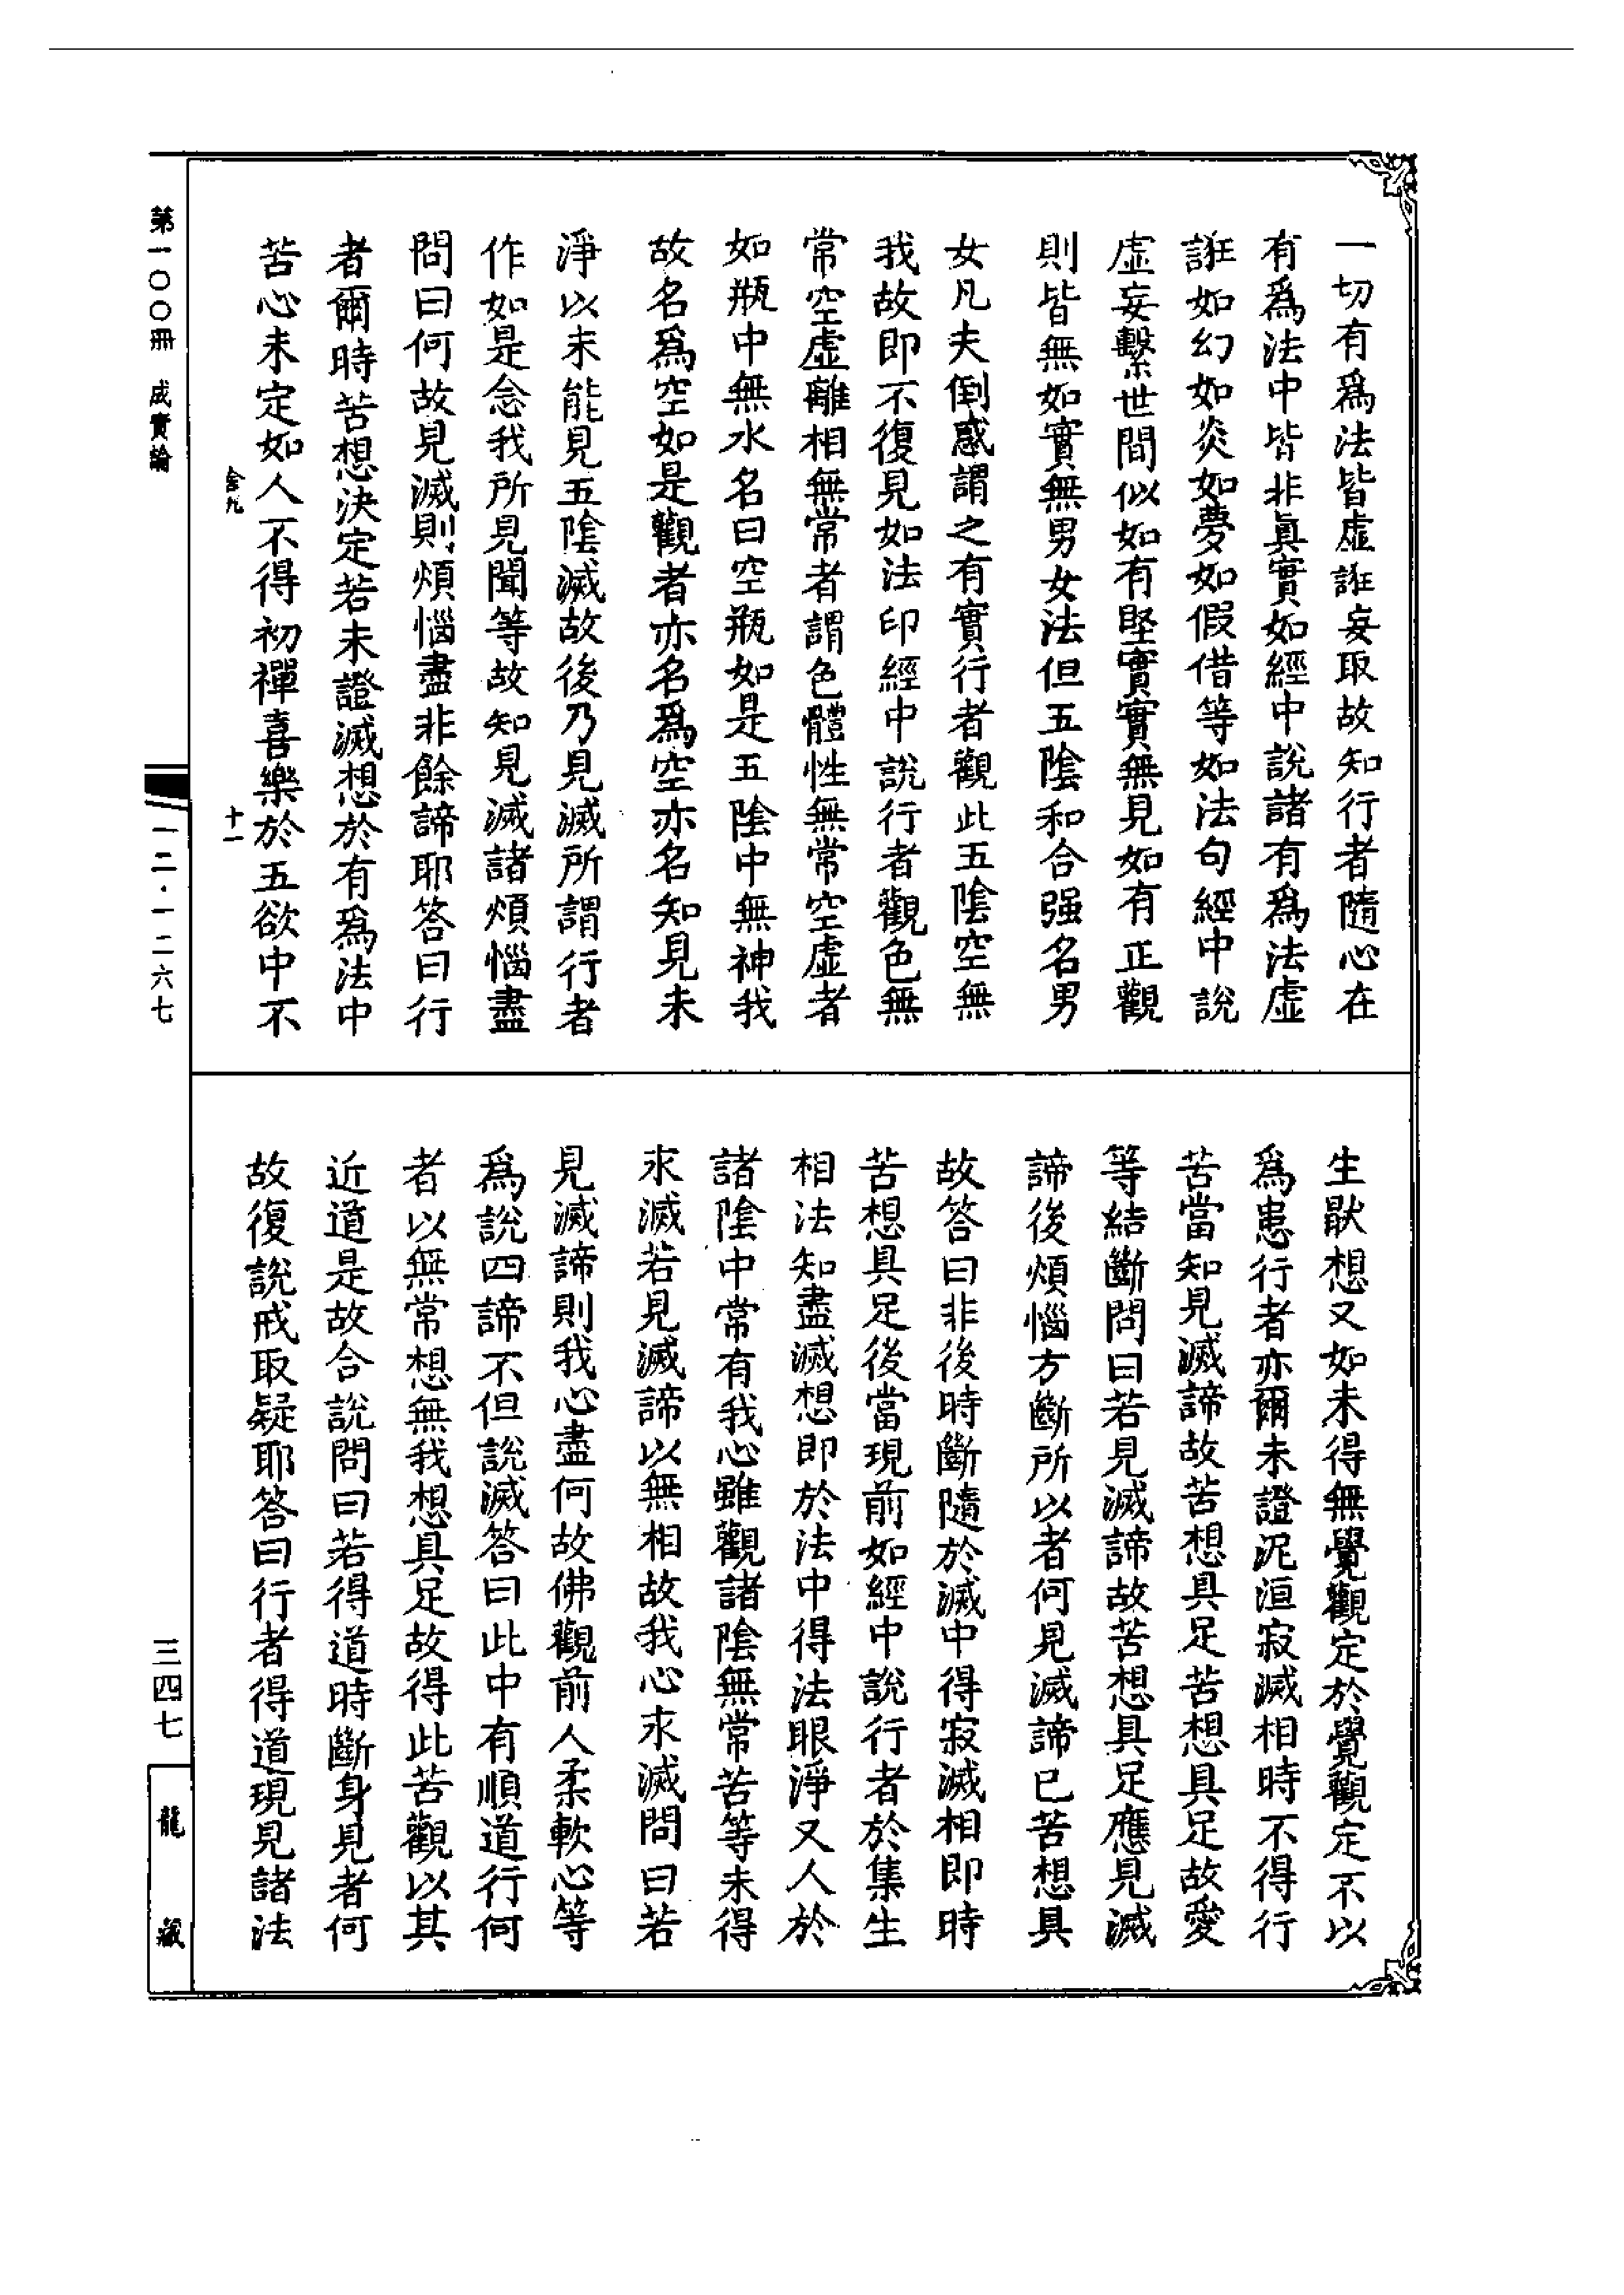 一切有爲法皆虛誑妄取故知行者隨心在
有爲法中皆非眞實如經中說諸有爲法虛
誑如幻如炎如夢如假借等如法句經中說
虛妄繫世間似如有堅實實無見如有正觀
則皆無如實無男女法但五陰和合强名男
女凡夫倒惑謂之有實行者觀此五陰空無
我故即不復見如法印經中說行者觀色無
常空虛離相無常者謂色體性無常空虛者
如瓶中無水名曰空瓶如是五陰中無神我
故名爲空如是觀者亦名爲空亦名知見未
淨以未能見五陰滅故後乃見滅所謂行者
作如是念我所見聞等故知見滅諸煩惱盡
問曰何故見滅則煩惱盡非餘諦耶答曰行
者爾時苦想決定若未證滅想於有爲法中
苦心未定如人不得初禪喜樂於五欲中不
生猒想又如未得無覺觀定於覺觀定不以
爲患行者亦爾未證泥洹寂滅相時不得行
苦當知見滅諦故苦想具足苦想具足故愛
等結斷問曰若見滅諦故苦想具足應見滅
諦後煩惱方斷所以者何見滅諦已苦想具
故答曰非後時斷隨於滅中得寂滅相即時
苦想具足後當現前如經中說行者於集生
相法知盡滅想即於法中得法眼淨又人於
諸陰中常有我心雖觀諸陰無常苦等未得
求滅若見滅諦以無相故我心求滅問曰若
見滅諦則我心盡何故佛觀前人柔軟心等
爲說四諦不但說滅答曰此中有順道行何
者以無常想無我想具足故得此苦觀以其
近道是故合說問曰若得道時斷身見者何
故復說戒取疑耶答曰行者得道現見諸法
第一〇〇冊 成實論
舍九 十一
一二·一二六七
三四七
龍藏